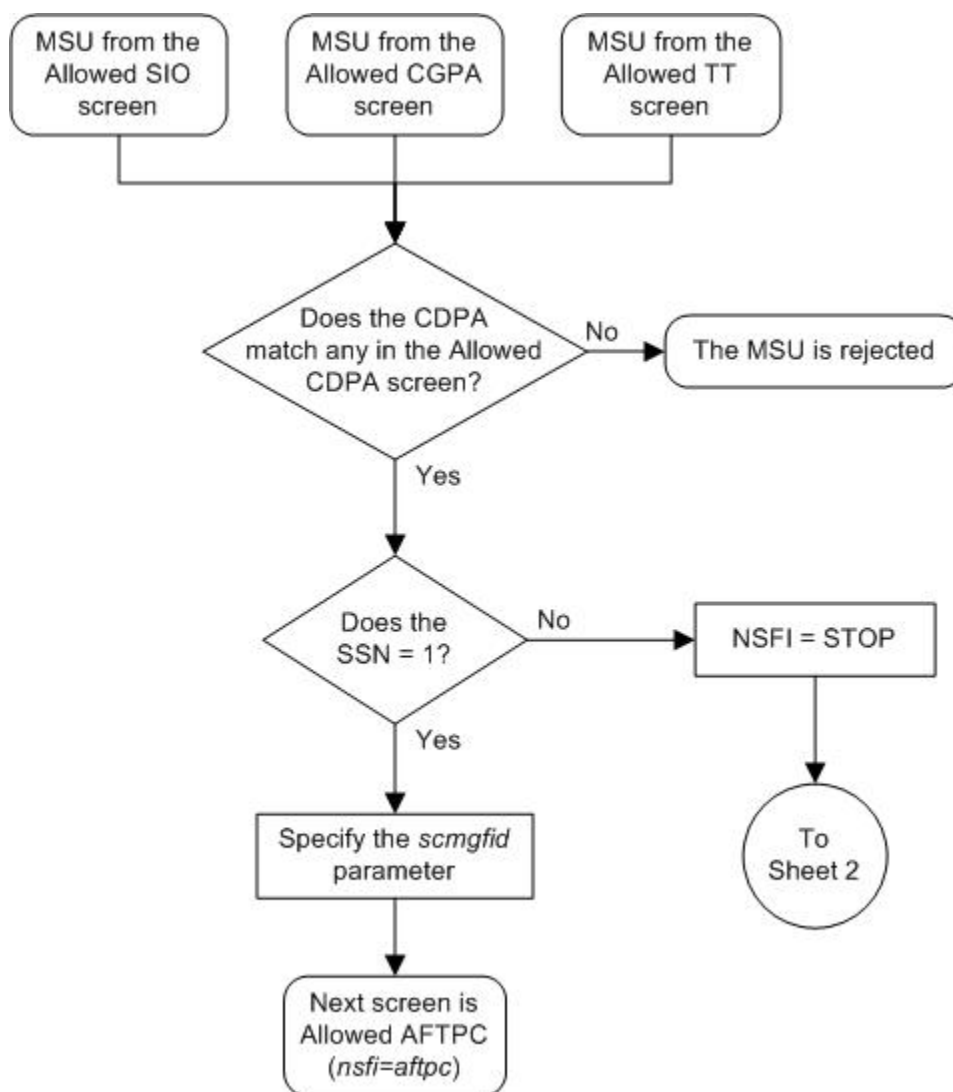 MSU from the
Allowed SIO
screen
MSU from the
Allowed CGPA
screen
MSU from the
Allowed TT
screen
Does the CDPA
match any in the Allowed
CDPA screen?
No
The MSU is rejected
Yes
Does the
SSN = 1?
No
NSFI = STOP
Yes
Specify the scmgfid
parameter
To
Sheet 2
Next screen is
Allowed AFTPC
(nsfi=aftpc)